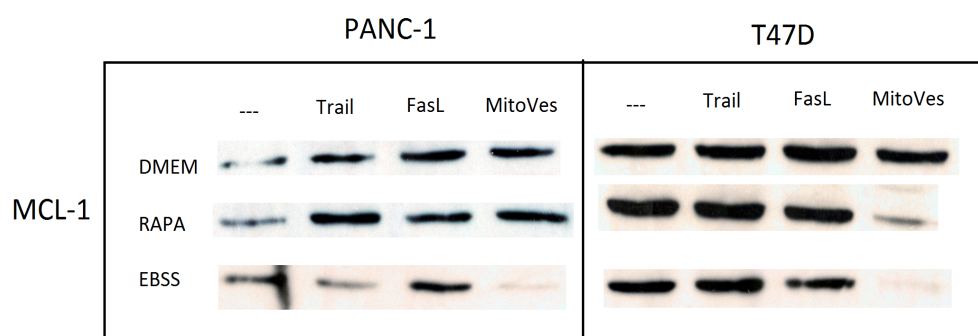 PANC-1
T47D
--- Trail FasL MitoVes
--- Trail FasL MitoVes
MCL-1
DMEM
RAPA
EBSS